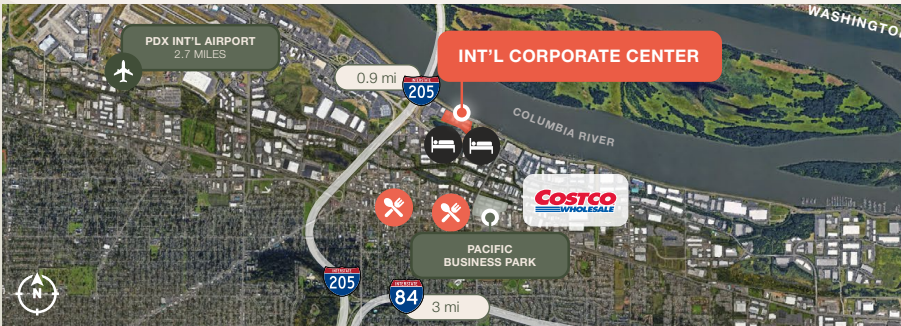 WASHINGTON
PDX INT'L AIRPORT
2.7 MILES
INT'L CORPORATE CENTER
0.9 mi
INTERSTATE
205
COLUMBIA RIVER
COSTCO
WHOLESALE
PACIFIC
BUSINESS PARK
INTERSTATE
205
INTERSTATE
84
3 mi
N